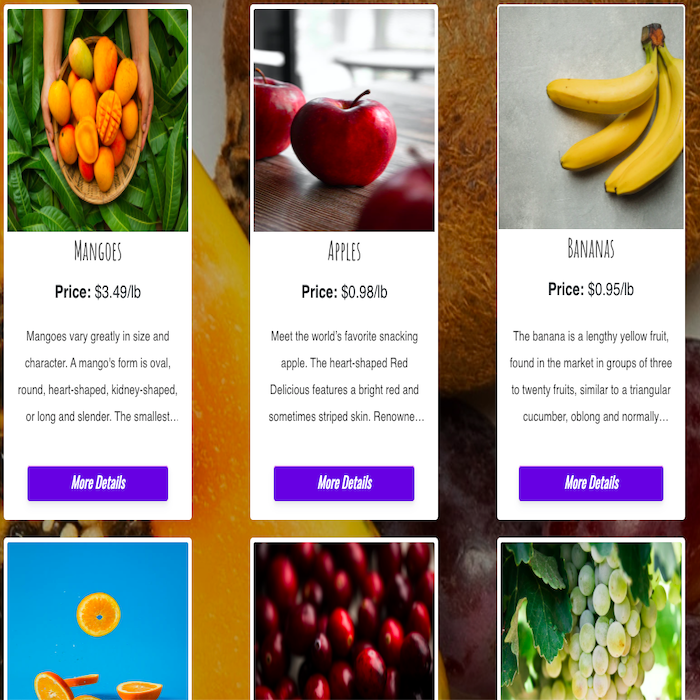 Mangoes
Price: $3.49/lb
Mangoes vary greatly in size and
character. A mango's form is oval,
round, heart-shaped, kidney-shaped,
or long and slender. The smallest...
More Details
Apples
Price: $0.98/lb
Meet the world's favorite snacking
apple. The heart-shaped Red
Delicious features a bright red and
sometimes striped skin. Renowne...
More Details
Bananas
Price: $0.95/lb
The banana is a lengthy yellow fruit,
found in the market in groups of three
to twenty fruits, similar to a triangular
cucumber, oblong and normally...
More Details